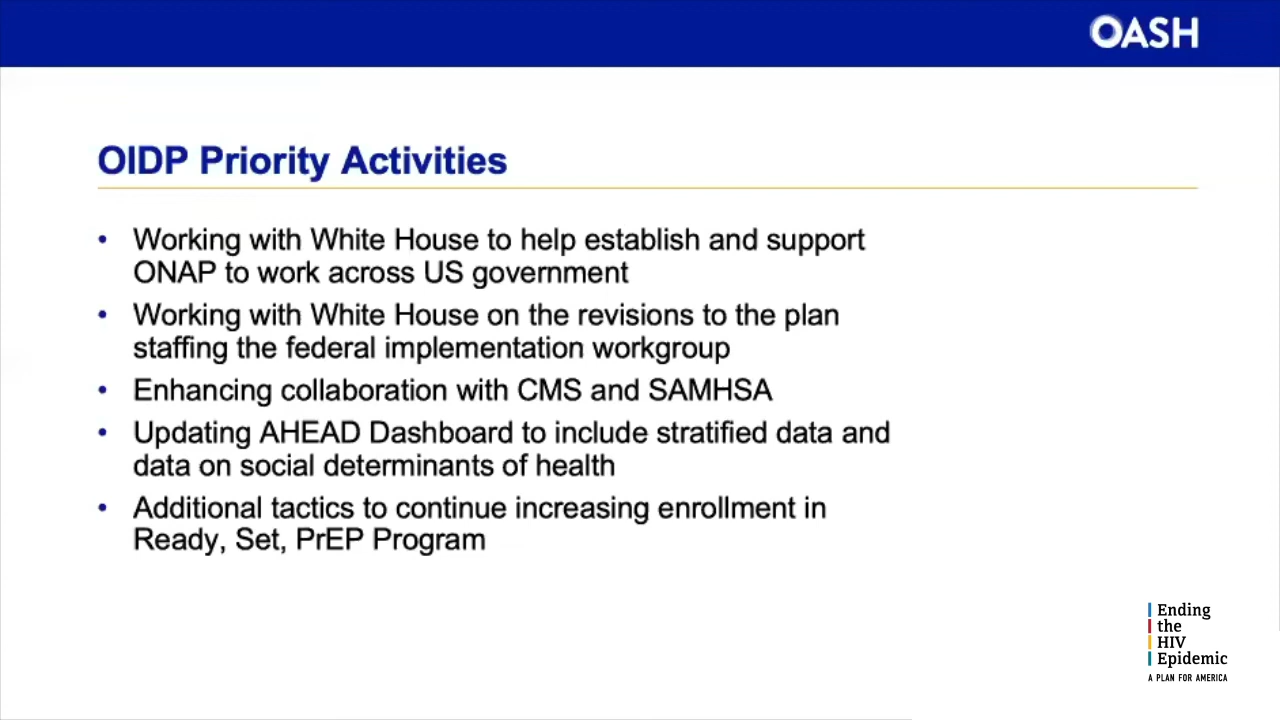 OASH
OIDP Priority Activities
• Working with White House to help establish and support
ONAP to work across US government
• Working with White House on the revisions to the plan
staffing the federal implementation workgroup
• Enhancing collaboration with CMS and SAMHSA
• Updating AHEAD Dashboard to include stratified data and
data on social determinants of health
• Additional tactics to continue increasing enrollment in
Ready, Set, PrEP Program
Ending
the
HIV
Epidemic
A PLAN FOR AMERICA